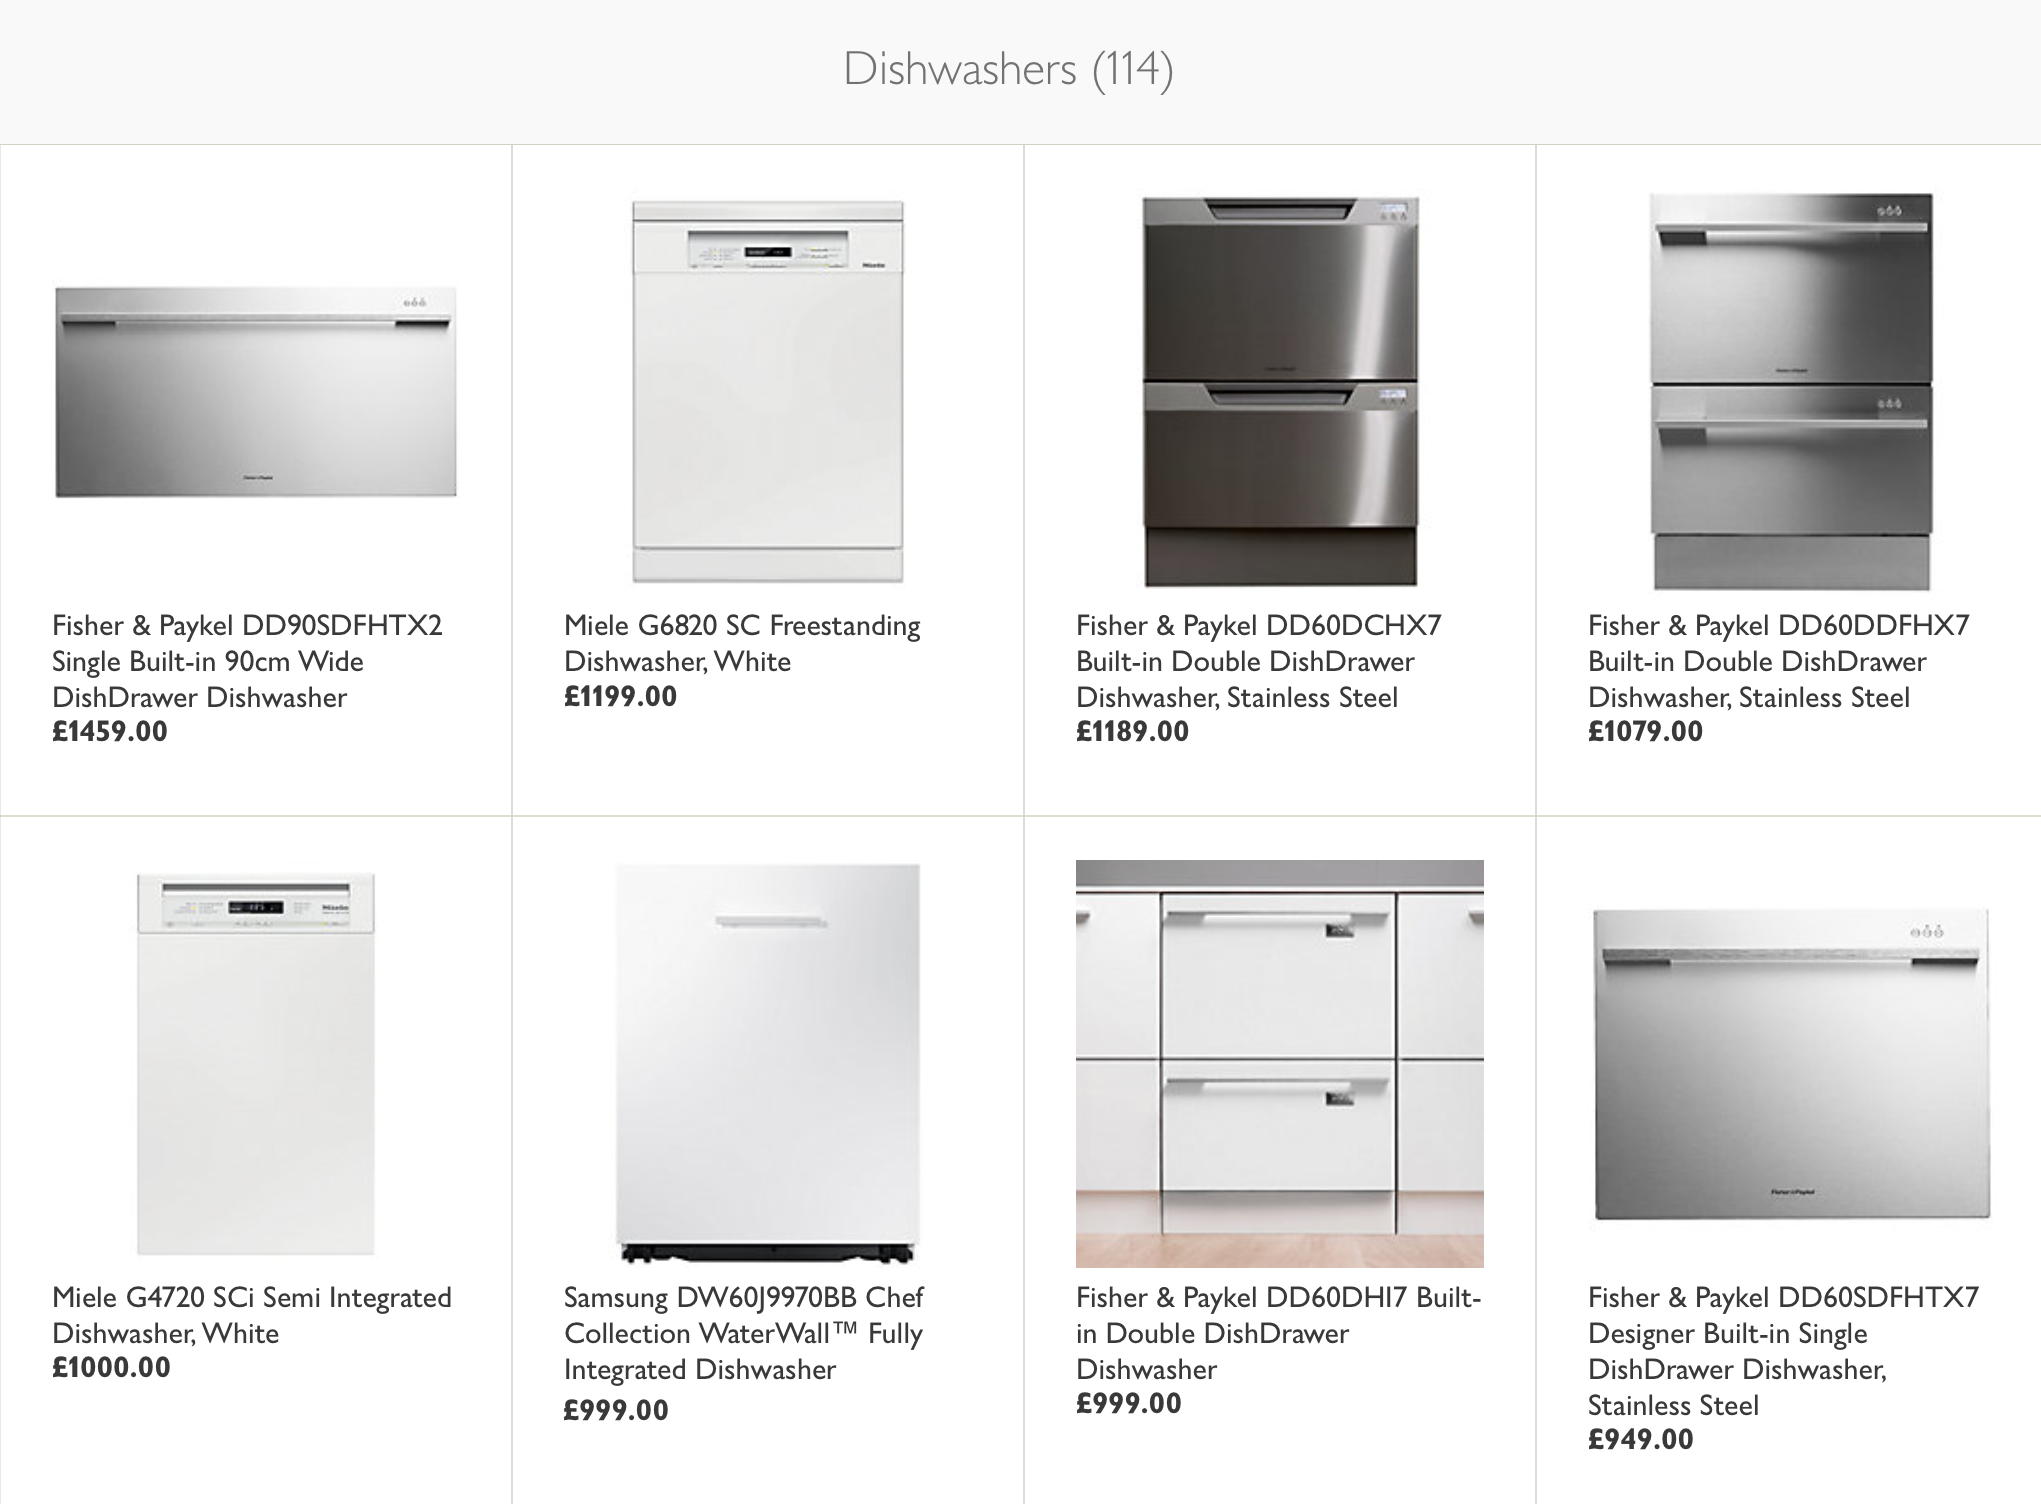 Dishwashers (114)
Miele
Fisher & Paykel DD90SDFHTX2
Single Built-in 90cm Wide
DishDrawer Dishwasher
£1459.00
Miele G6820 SC Freestanding
Dishwasher, White
£1199.00
Fisher & Paykel DD60DCHX7
Built-in Double DishDrawer
Dishwasher, Stainless Steel
£1189.00
Fisher & Paykel DD60DDFHX7
Built-in Double DishDrawer
Dishwasher, Stainless Steel
£1079.00
Miele
Fisher & Paykel
Miele G4720 SCi Semi Integrated
Dishwasher, White
£1000.00
Samsung DW60J9970BB Chef
Collection WaterWall™ Fully
Integrated Dishwasher
£999.00
Fisher & Paykel DD60DHI7 Built-
in Double DishDrawer
Dishwasher
£999.00
Fisher & Paykel DD60SDFHTX7
Designer Built-in Single
DishDrawer Dishwasher,
Stainless Steel
£949.00